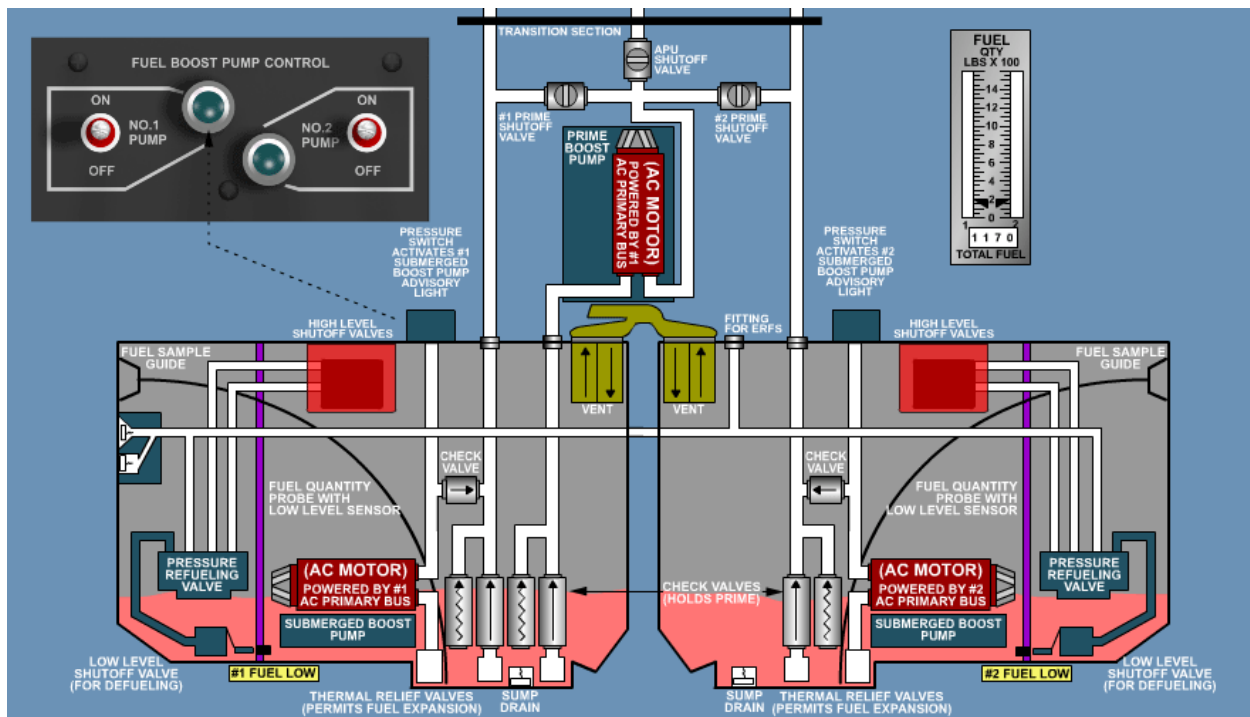 TRANSITION SECTION
FUEL BOOST PUMP CONTROL
ON
NO.1
PUMP
OFF
ON
NO.2
PUMP
OFF
APU
SHUTOFF
VALVE
#1 PRIME
SHUTOFF
VALVE
#2 PRIME
SHUTOFF
VALVE
PRIME
BOOST
PUMP
(AC MOTOR)
POWERED BY #1
AC PRIMARY BUS
FUEL
QTY
LBS X 100
14
12
10
8
6
4
2
0
1 2
1 1 7 0
TOTAL FUEL
PRESSURE
SWITCH
ACTIVATES #1
SUBMERGED
BOOST PUMP
ADVISORY
LIGHT
PRESSURE
SWITCH
ACTIVATES #2
SUBMERGED
BOOST PUMP
ADVISORY
LIGHT
HIGH LEVEL
SHUTOFF VALVES
FITTING
FOR ERFS
HIGH LEVEL
SHUTOFF VALVES
FUEL SAMPLE
GUIDE
FUEL SAMPLE
GUIDE
VENT
VENT
CHECK
VALVE
CHECK
VALVE
FUEL QUANTITY
PROBE WITH
LOW LEVEL SENSOR
FUEL QUANTITY
PROBE WITH
LOW LEVEL SENSOR
PRESSURE
REFUELING
VALVE
(AC MOTOR)
POWERED BY #1
AC PRIMARY BUS
SUBMERGED BOOST
PUMP
CHECK VALVES
(HOLDS PRIME)
(AC MOTOR)
POWERED BY #2
AC PRIMARY BUS
SUBMERGED BOOST
PUMP
PRESSURE
REFUELING
VALVE
LOW LEVEL
SHUTOFF VALVE
(FOR DEFUELING)
#1 FUEL LOW
THERMAL RELIEF VALVES
(PERMITS FUEL EXPANSION)
SUMP
DRAIN
SUMP
DRAIN
THERMAL RELIEF VALVES
(PERMITS FUEL EXPANSION)
#2 FUEL LOW
LOW LEVEL
SHUTOFF VALVE
(FOR DEFUELING)